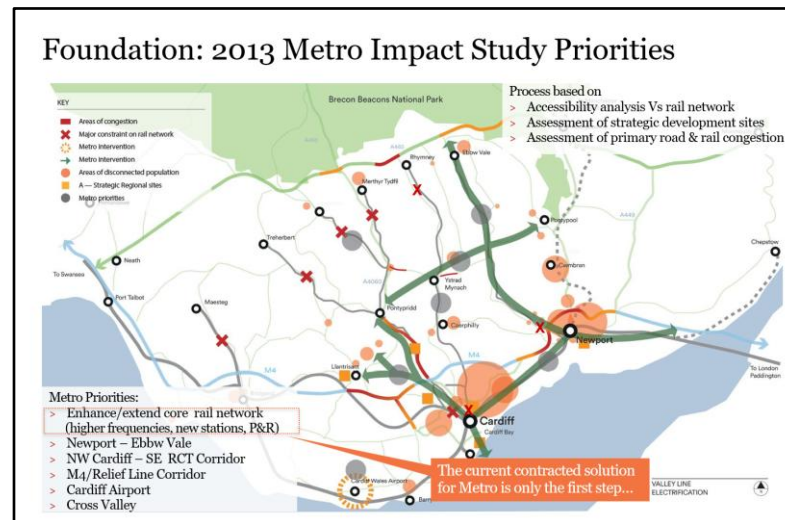 Foundation: 2013 Metro Impact Study Priorities
Brecon Beacons National Park
Process based on
> Accessibility analysis Vs rail network
> Assessment of strategic development sites
> Assessment of primary road & rail congestion
KEY
Areas of congestion
Major constraint on rail network
Metro Intervention
Metro intervention
Areas of disconnected population
A — Strategic Regional sites
Metro priorities
A465
Rhymney
Ebbw Vale
Merthyr Tydfil
Treherbert
Pontypool
A449
Cwmbran
Chepstow
Neath
To Swansea
Port Talbot
Maesteg
A4060
Ystrad
Mynach
Pontypridd
Caerphilly
Newport
M4
Llantrisant
M4
To London
Paddington
Cardiff
Cardiff Bay
Metro Priorities:
> Enhance/extend core rail network
(higher frequencies, new stations, P&R)
> Newport – Ebbw Vale
> NW Cardiff – SE RCT Corridor
> M4/Relief Line Corridor
> Cardiff Airport
> Cross Valley
Cardiff Wales Airport
Barry
The current contracted solution
for Metro is only the first step...
VALLEY LINE
ELECTRIFICATION